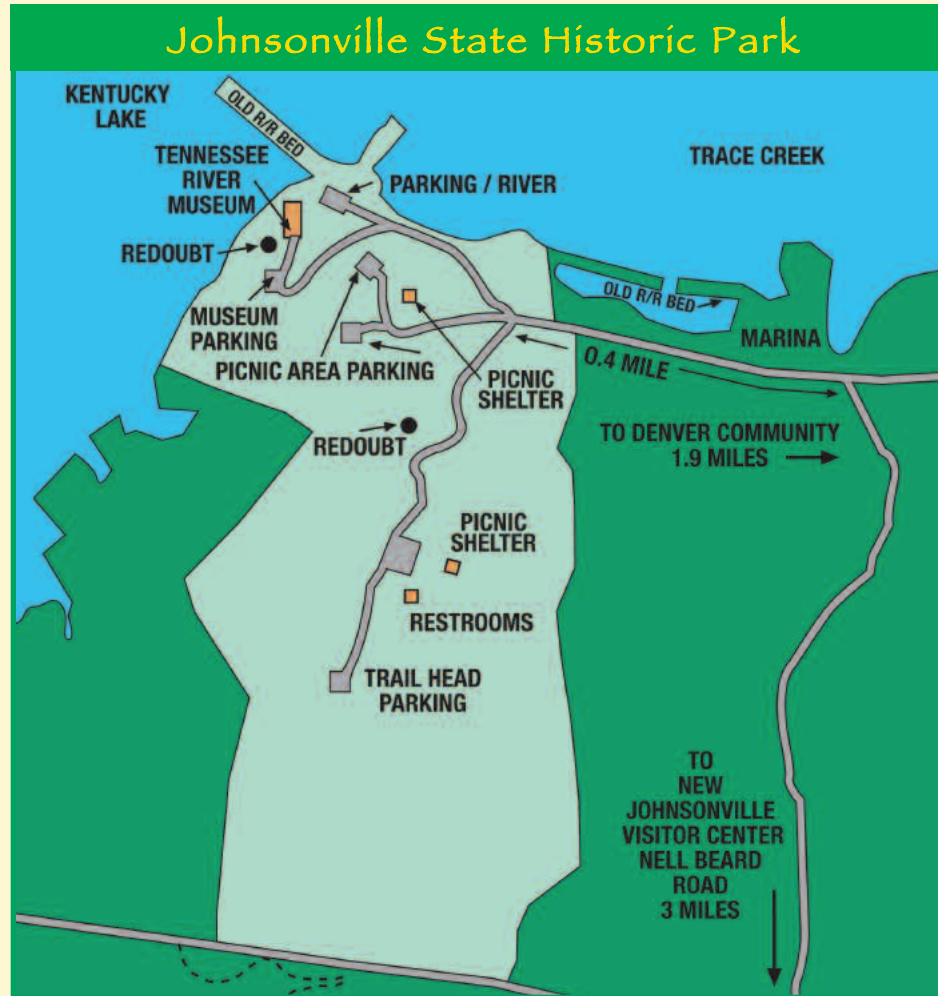 Johnsonville State Historic Park
KENTUCKY
LAKE
OLD R/R BED
TENNESSEE
RIVER
MUSEUM
PARKING / RIVER
TRACE CREEK
REDOUBT
MUSEUM
PARKING
PICNIC AREA PARKING
PICNIC
SHELTER
OLD R/R BED
MARINA
0.4 MILE
REDOUBT
TO DENVER COMMUNITY
1.9 MILES
PICNIC
SHELTER
RESTROOMS
TRAIL HEAD
PARKING
TO
NEW
JOHNSONVILLE
VISITOR CENTER
NELL BEARD
ROAD
3 MILES